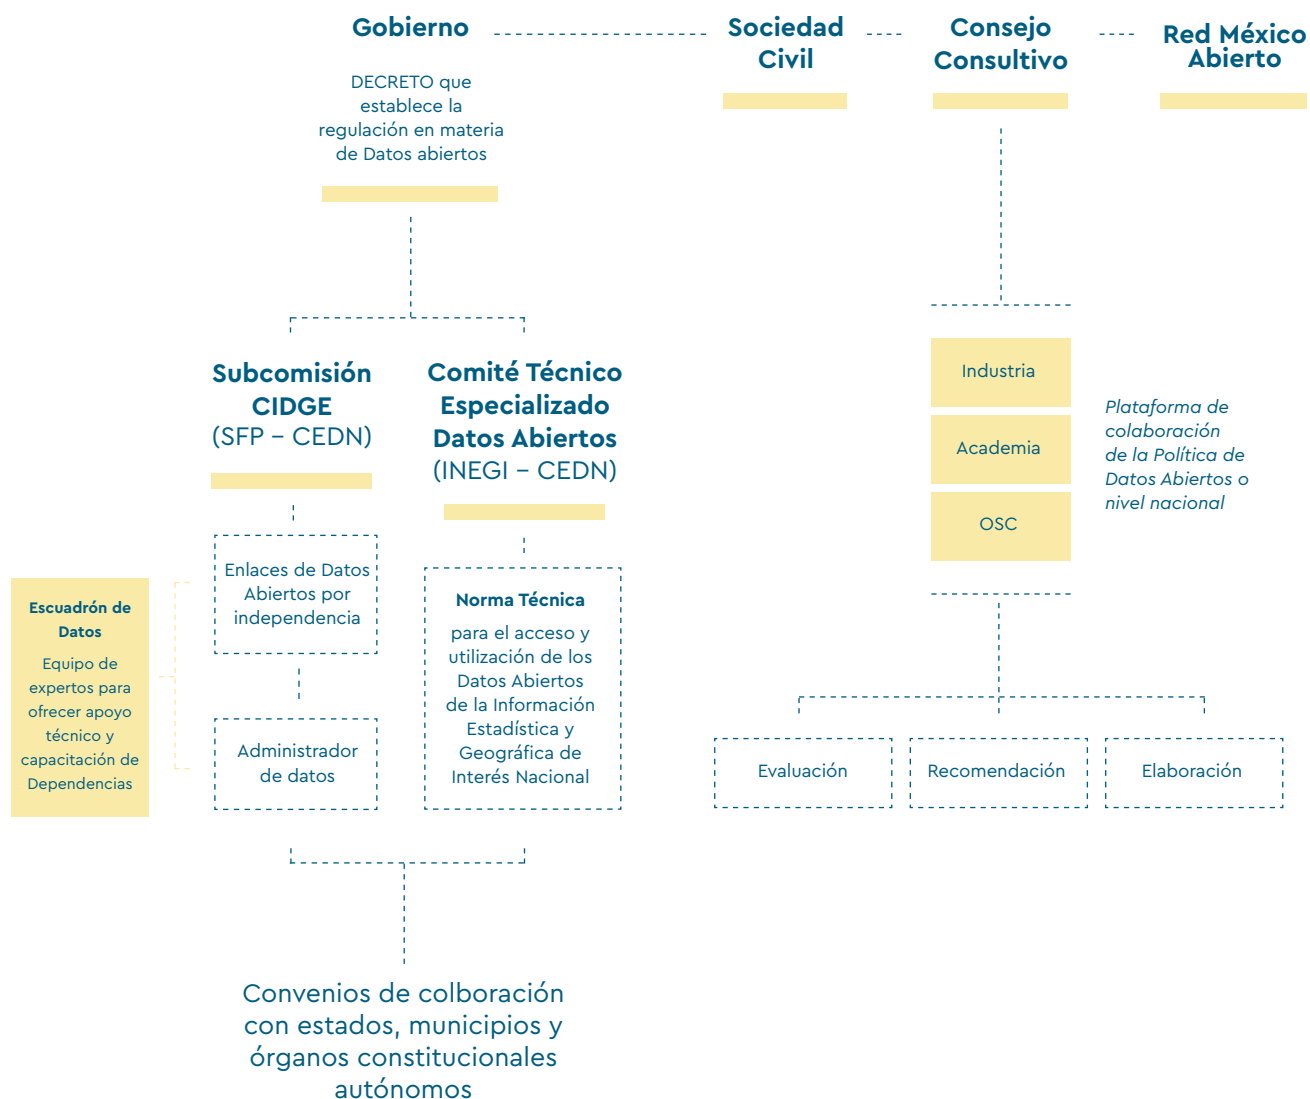 Gobierno
DECRETO que
establece la
regulación en materia
de Datos abiertos
Sociedad
Civil
Consejo
Consultivo
Red México
Abierto
Subcomisión
CIDGE
(SFP – CEDN)
Comité Técnico
Especializado
Datos Abiertos
(INEGI – CEDN)
Enlaces de Datos
Abiertos por
independencia
Administrador
de datos
Escuadrón de
Datos
Equipo de
expertos para
ofrecer apoyo
técnico y
capacitación de
Dependencias
Norma Técnica
para el acceso y
utilización de los
Datos Abiertos
de la Información
Estadística y
Geográfica de
Interés Nacional
Convenios de colboración
con estados, municipios y
órganos constitucionales
autónomos
Industria
Academia
OSC
Plataforma de
colaboración
de la Política de
Datos Abiertos o
nivel nacional
Evaluación
Recomendación
Elaboración